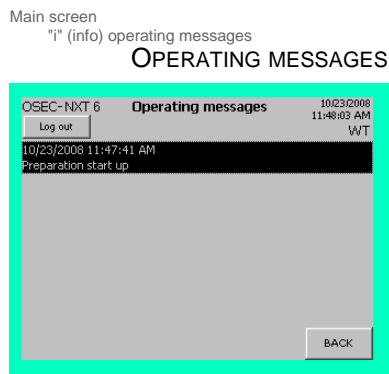 Main screen
"i" (info) operating messages
OPERATING MESSAGES
OSEC-NXT 6 Operating messages 10/23/2008
11:48:03 AM
Log out
WT
10/23/2008 11:47:41 AM
Preparation start up
BACK